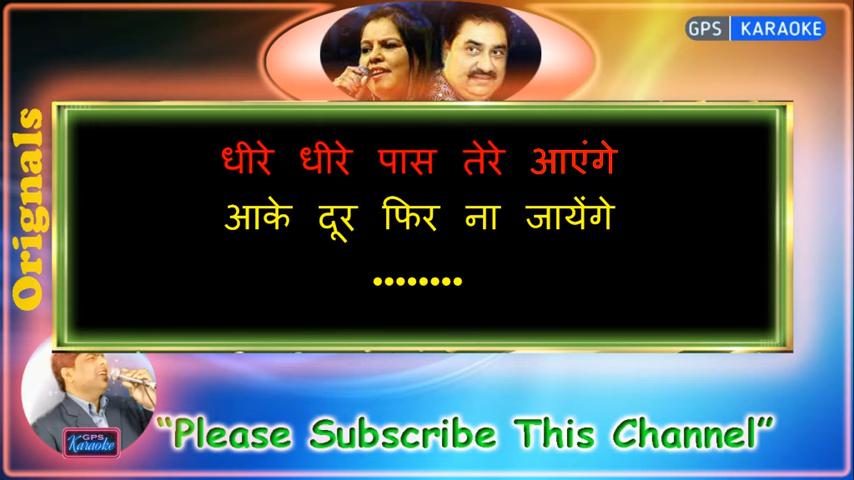 GPS KARAOKE
Orignals
धीरे धीरे पास तेरे आएंगे
आके दूर फिर ना जायेंगे
••••••••
GPS
Karaoke
“Please Subscribe This Channel”